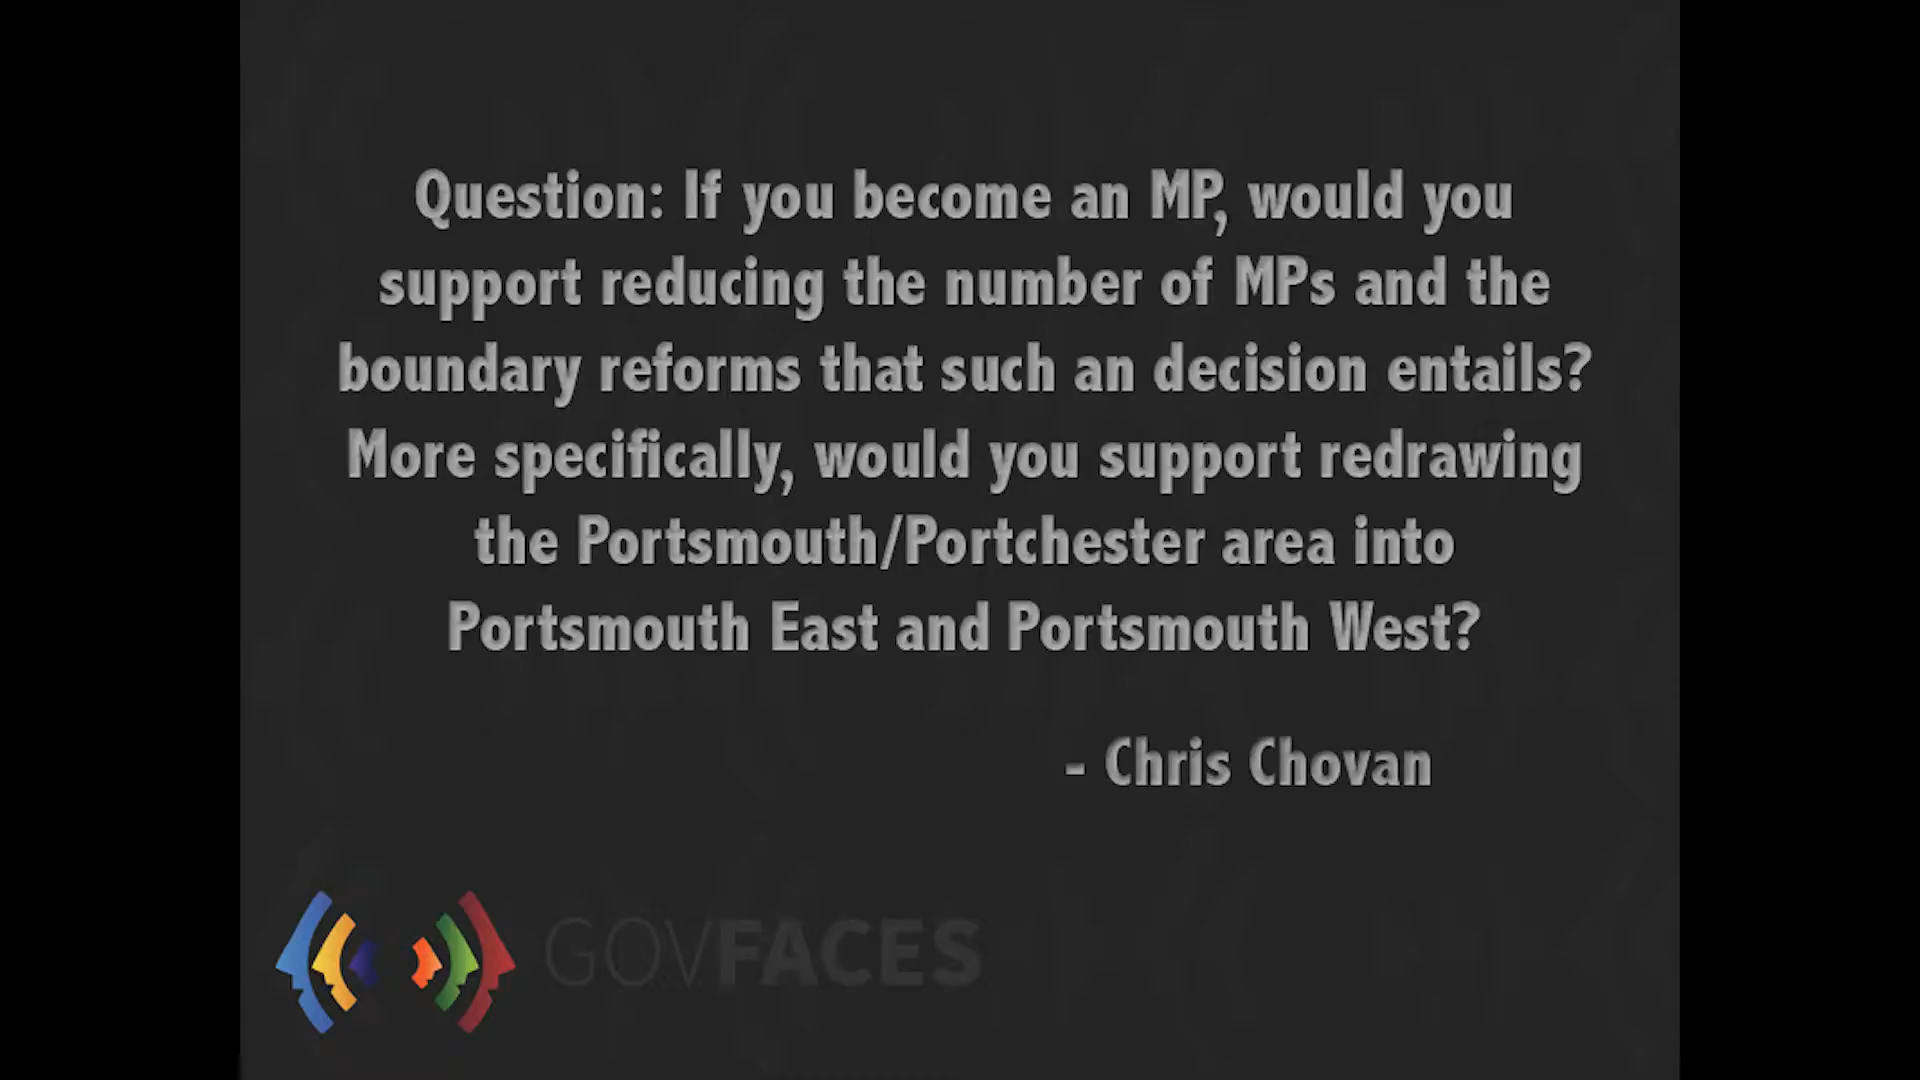 Question: If you become an MP, would you
support reducing the number of MPs and the
boundary reforms that such an decision entails?
More specifically, would you support redrawing
the Portsmouth/Portchester area into
Portsmouth East and Portsmouth West?
- Chris Chovan
GOVFACES